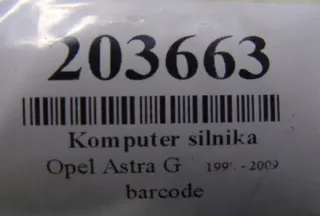 203663
Komputer silnika
Opel Astra G - 2009
barcode